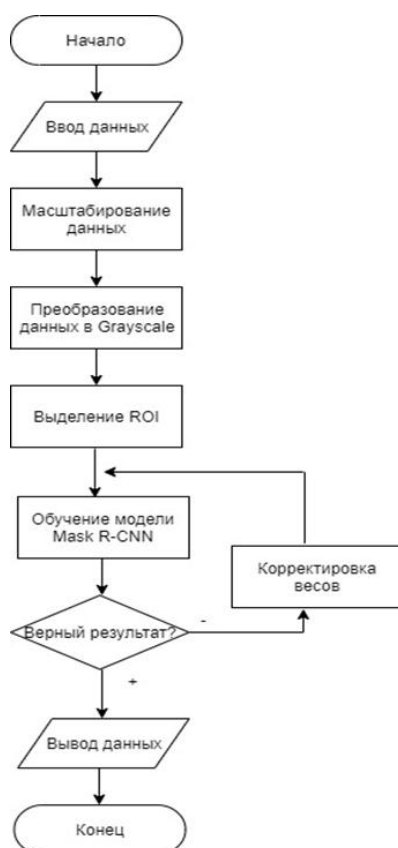 Начало
Ввод данных
Масштабирование
данных
Преобразование
данных в Grayscale
Выделение ROI
Обучение модели
Mask R-CNN
Корректировка
весов
Верный результат?
-
+
Вывод данных
Конец